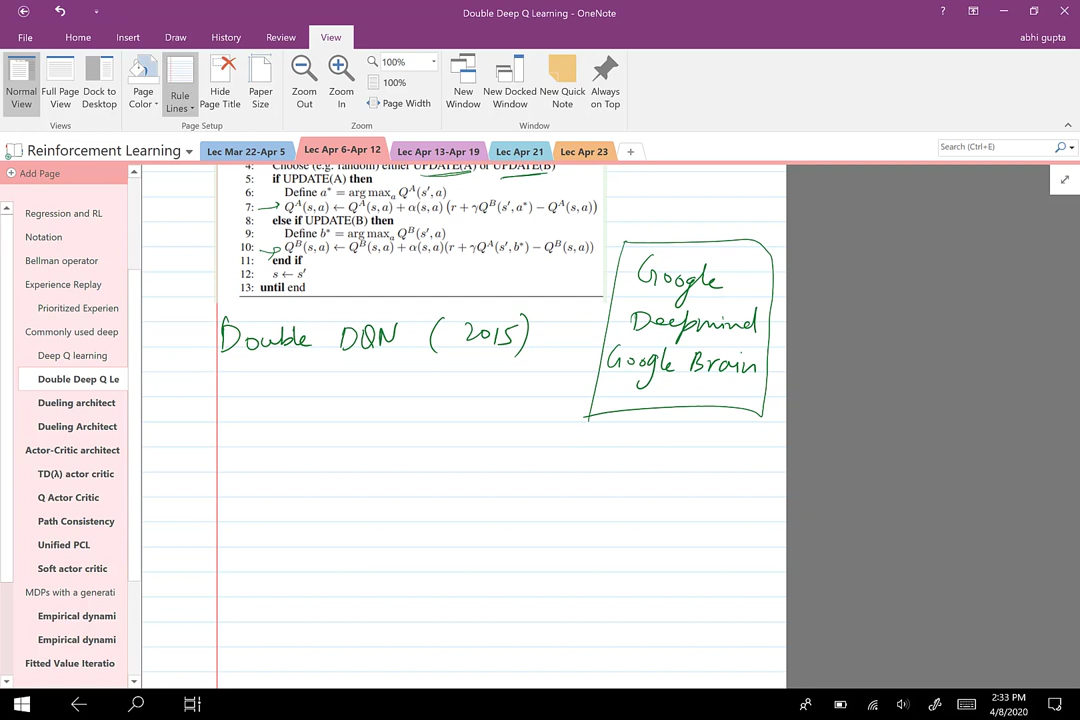 Double Deep Q Learning - OneNote
File
Home
Insert
Draw
History
Review
View
abhi gupta
Normal View
Full Page View
Dock to Desktop
Page Color
Rule Lines
Hide Page Title
Paper Size
Zoom Out
Zoom In
100%
100%
Page Width
New Window
New Docked Window
New Quick Note
Always on Top
Views
Page Setup
Zoom
Window
Reinforcement Learning
Lec Mar 22-Apr 5
Lec Apr 6-Apr 12
Lec Apr 13-Apr 19
Lec Apr 21
Lec Apr 23
Search (Ctrl+E)
Add Page
Regression and RL
Notation
Bellman operator
Experience Replay
Prioritized Experien
Commonly used deep
Deep Q learning
Double Deep Q Le
Dueling architect
Dueling Architect
Actor-Critic architect
TD(λ) actor critic
Q Actor Critic
Path Consistency
Unified PCL
Soft actor critic
MDPs with a generati
Empirical dynami
Empirical dynami
Fitted Value Iteratio
4: Choose (e.g. random) either UPDATE(A) or UPDATE(B)
5: if UPDATE(A) then
6: Define a* = arg maxₐ Q^A(s′, a)
7: Q^A(s, a) ← Q^A(s, a) + α(s, a) (r + γQ^B(s′, a*) − Q^A(s, a))
8: else if UPDATE(B) then
9: Define b* = arg maxₐ Q^B(s′, a)
10: Q^B(s, a) ← Q^B(s, a) + α(s, a)(r + γQ^A(s′, b*) − Q^B(s, a))
11: end if
12: s ← s′
13: until end
Double DQN (2015)
Google
Deepmind
Google Brain
2:33 PM
4/8/2020